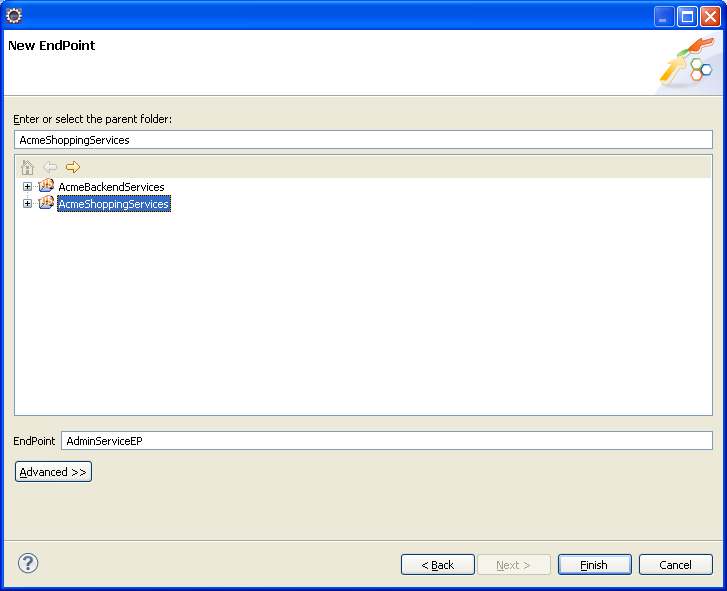 New EndPoint
Enter or select the parent folder:
AcmeShoppingServices
AcmeBackendServices
AcmeShoppingServices
EndPoint AdminServiceEP
Advanced >>
< Back Next > Finish Cancel